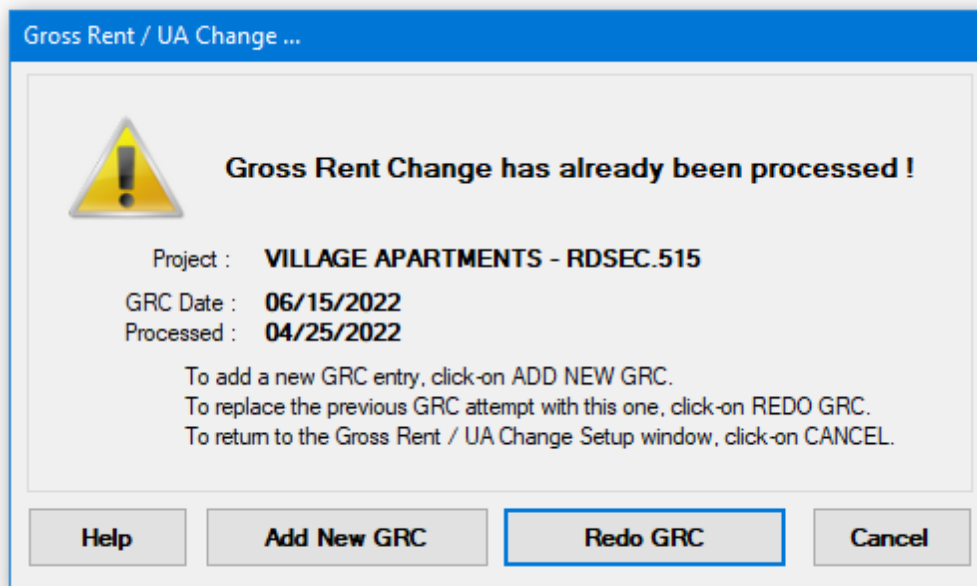 Gross Rent / UA Change ...
Gross Rent Change has already been processed !
Project : VILLAGE APARTMENTS - RDSEC.515
GRC Date : 06/15/2022
Processed : 04/25/2022
To add a new GRC entry, click-on ADD NEW GRC.
To replace the previous GRC attempt with this one, click-on REDO GRC.
To return to the Gross Rent / UA Change Setup window, click-on CANCEL.
Help Add New GRC Redo GRC Cancel